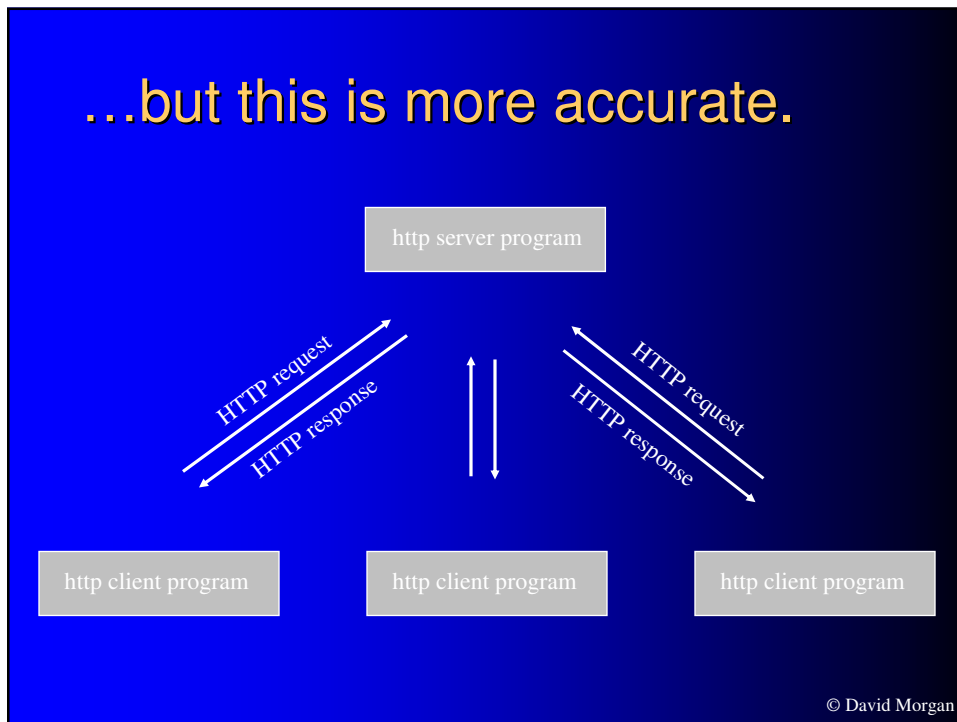 …but this is more accurate.
http server program
HTTP request
HTTP response
HTTP request
HTTP response
http client program
http client program
http client program
© David Morgan